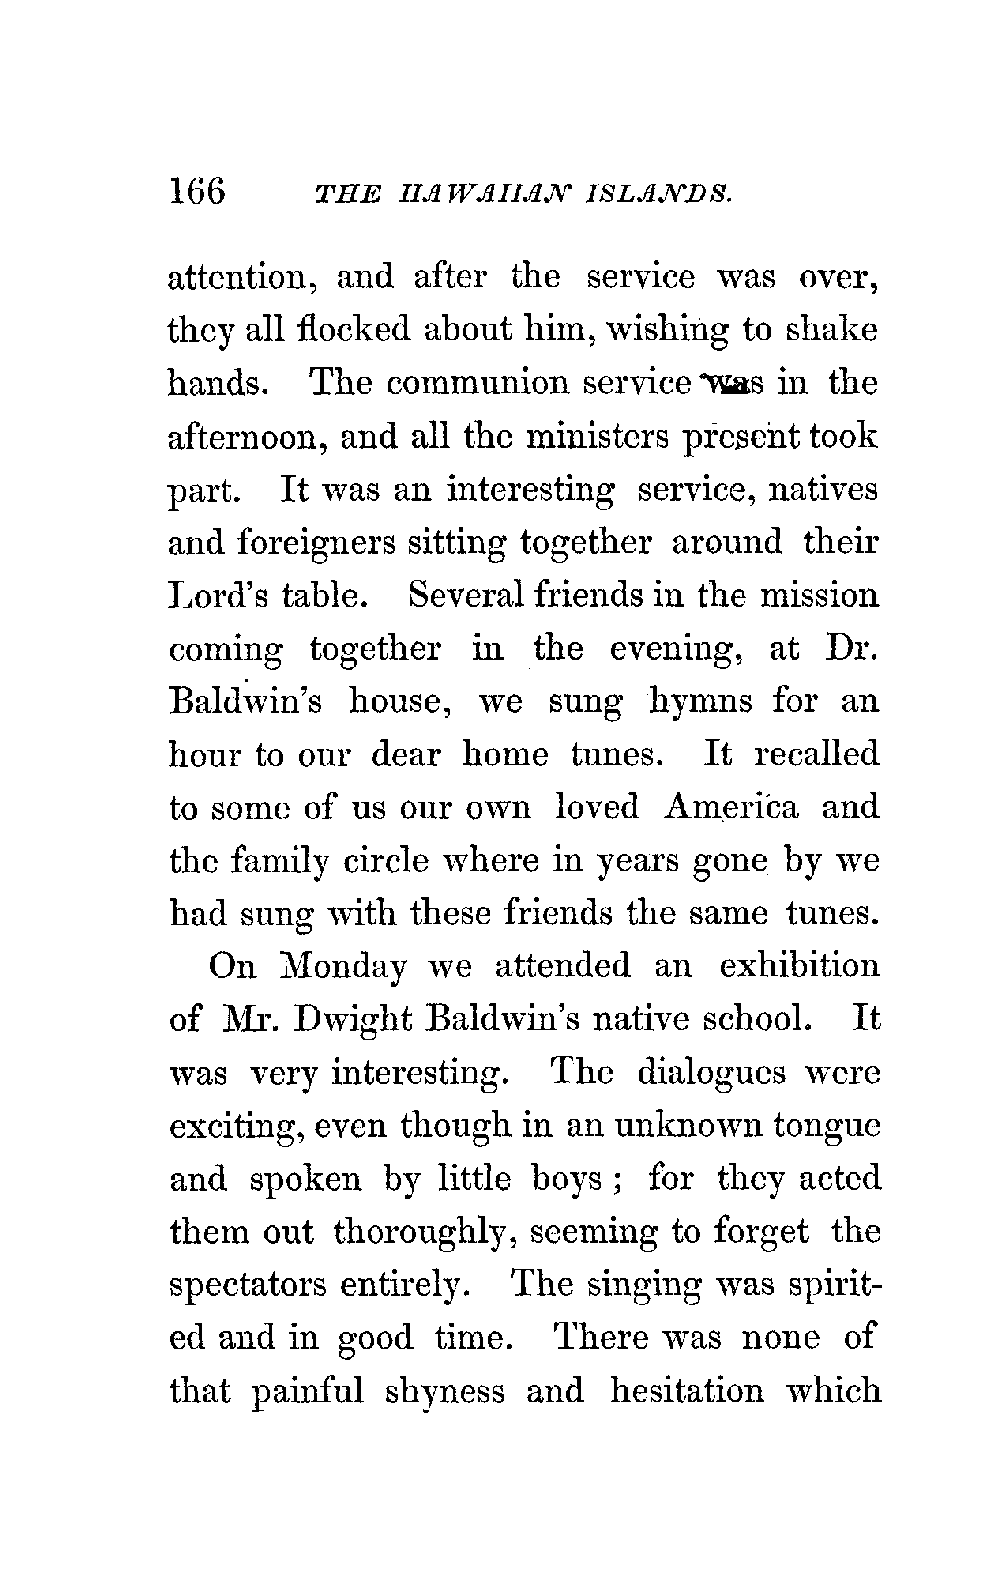 166 THE HAWAIIAN ISLANDS.
attention, and after the service was over,
they all flocked about him, wishing to shake
hands. The communion service was in the
afternoon, and all the ministers present took
part. It was an interesting service, natives
and foreigners sitting together around their
Lord's table. Several friends in the mission
coming together in the evening, at Dr.
Baldwin's house, we sung hymns for an
hour to our dear home tunes. It recalled
to some of us our own loved America and
the family circle where in years gone by we
had sung with these friends the same tunes.
On Monday we attended an exhibition
of Mr. Dwight Baldwin's native school. It
was very interesting. The dialogues were
exciting, even though in an unknown tongue
and spoken by little boys ; for they acted
them out thoroughly, seeming to forget the
spectators entirely. The singing was spirit-
ed and in good time. There was none of
that painful shyness and hesitation which